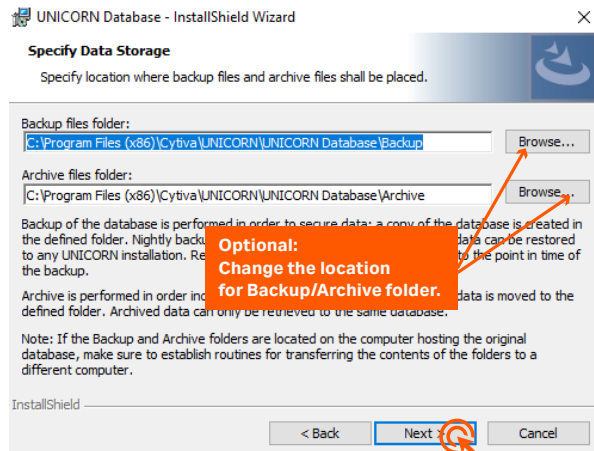 UNICORN Database - InstallShield Wizard
Specify Data Storage
Specify location where backup files and archive files shall be placed.
Backup files folder:
C:\Program Files (x86)\Cytiva\UNICORN\UNICORN Database\Backup
Browse...
Archive files folder:
C:\Program Files (x86)\Cytiva\UNICORN\UNICORN Database\Archive
Browse...
Backup of the database is performed in order to secure data: a copy of the database is created in
the defined folder. Nightly data can be restored
to any UNICORN installation. to the point in time of
the backup.
Optional:
Change the location
for Backup/Archive folder.
Archive is performed in order data is moved to the
defined folder. Archived data can only be retrieved to the same database.
Note: If the Backup and Archive folders are located on the computer hosting the original
database, make sure to establish routines for transferring the contents of the folders to a
different computer.
InstallShield
< Back
Next >
Cancel